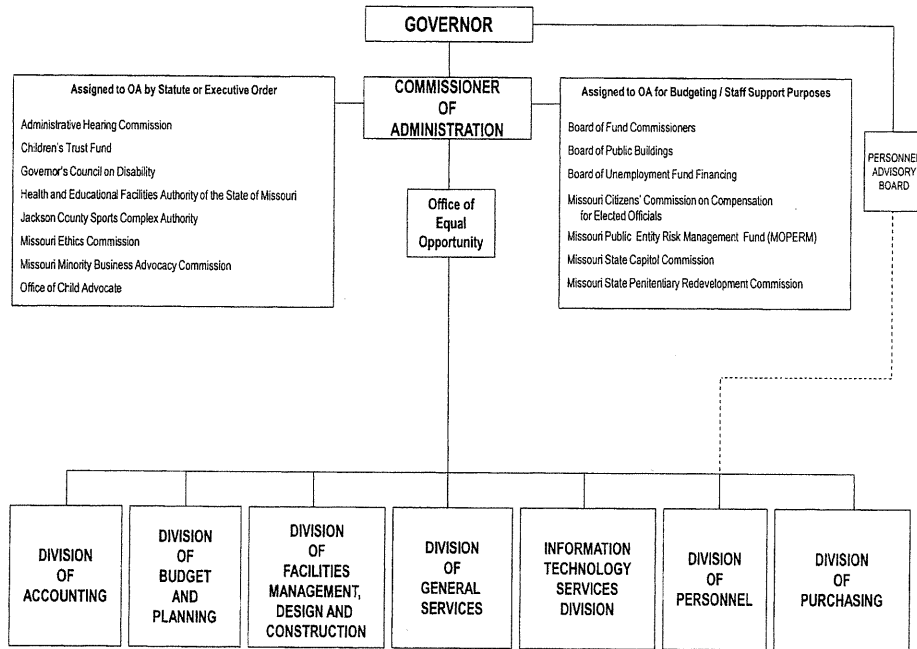 GOVERNOR
COMMISSIONER
OF
ADMINISTRATION
Assigned to OA by Statute or Executive Order
Administrative Hearing Commission
Children's Trust Fund
Governor's Council on Disability
Health and Educational Facilities Authority of the State of Missouri
Jackson County Sports Complex Authority
Missouri Ethics Commission
Missouri Minority Business Advocacy Commission
Office of Child Advocate
Assigned to OA for Budgeting / Staff Support Purposes
Board of Fund Commissioners
Board of Public Buildings
Board of Unemployment Fund Financing
Missouri Citizens' Commission on Compensation
for Elected Officials
Missouri Public Entity Risk Management Fund (MOPERM)
Missouri State Capitol Commission
Missouri State Penitentiary Redevelopment Commission
PERSONNEL
ADVISORY
BOARD
Office of
Equal
Opportunity
DIVISION
OF
ACCOUNTING
DIVISION
OF
BUDGET
AND
PLANNING
DIVISION
OF
FACILITIES
MANAGEMENT,
DESIGN AND
CONSTRUCTION
DIVISION
OF
GENERAL
SERVICES
INFORMATION
TECHNOLOGY
SERVICES
DIVISION
DIVISION
OF
PERSONNEL
DIVISION
OF
PURCHASING